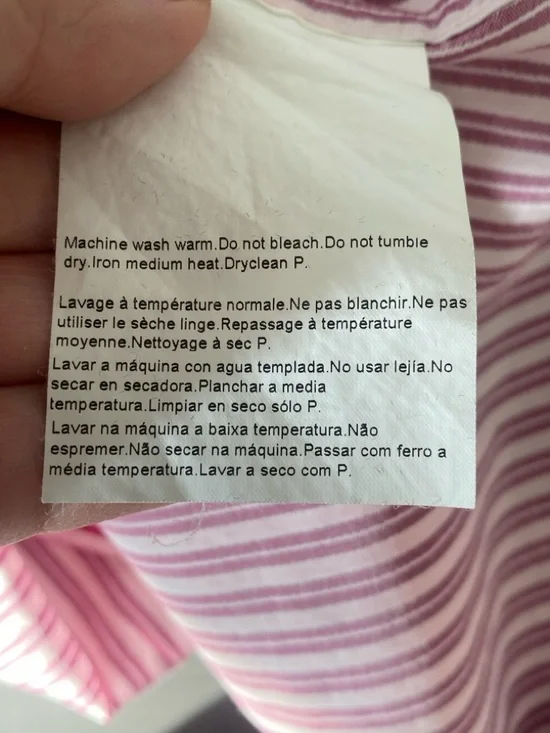 Machine wash warm.Do not bleach.Do not tumble
dry.Iron medium heat.Dryclean P.
Lavage à température normale.Ne pas blanchir.Ne pas
utiliser le sèche linge.Repassage à température
moyenne.Nettoyage à sec P.
Lavar a máquina con agua templada.No usar lejía.No
secar en secadora.Planchar a media
temperatura.Limpiar en seco sólo P.
Lavar na máquina a baixa temperatura.Não
espremer.Não secar na máquina.Passar com ferro a
média temperatura.Lavar a seco com P.